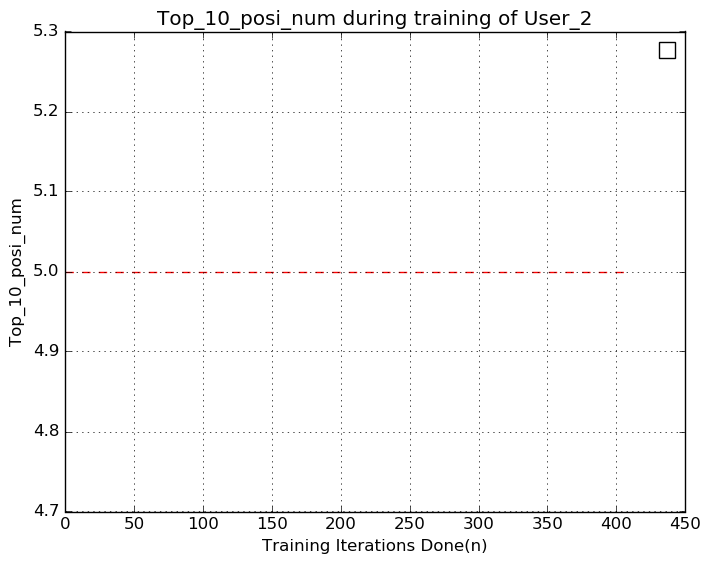 Top_10_posi_num during training of User_2
5.3
5.2
5.1
5.0
4.9
4.8
4.7
Top_10_posi_num
0 50 100 150 200 250 300 350 400 450
Training Iterations Done(n)